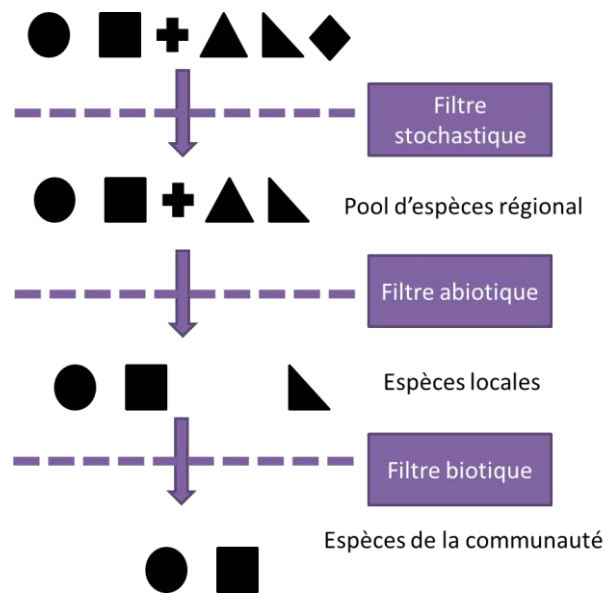 Filtre
stochastique
Pool d'espèces régional
Filtre abiotique
Espèces locales
Filtre biotique
Espèces de la communauté